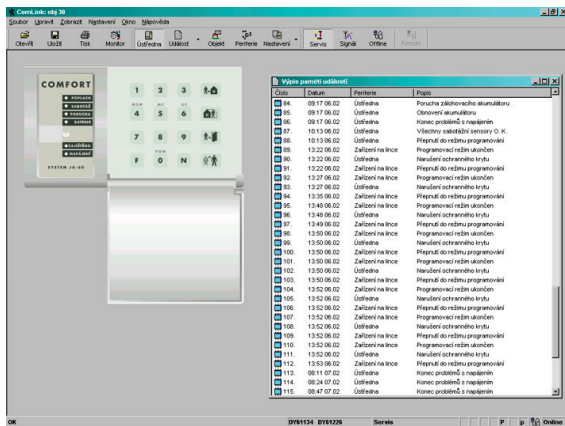 ComLink: obj 30
Soubor Upravit Zobrazit Nastavení Okno Nápověda
Otevřít Uložit Tisk Monitor Ústředna Událost Objekt Periferie Nastavení Servis Signál Offline Remote
COMFORT
POPLACH
SABOTÁŽ
PORUCHA
BATERIE
ZAJIŠTĚNO
NAPÁJENÍ
SYSTEM JA-60
1 2 3
MEM MC UC
4 5 6
7 8 9
PGM
F 0 N
Výpis paměti událostí
Číslo Datum Periferie Popis
84. 09:17 06.02 Ústředna Porucha zálohovacího akumulátoru
85. 09:17 06.02 Ústředna Obnovení akumulátoru
86. 09:17 06.02 Ústředna Konec problémů s napájením
87. 10:13 06.02 Ústředna Všechny sabotážní sensory O. K.
88. 10:13 06.02 Ústředna Přepnutí do režimu programování
89. 13:22 06.02 Zařízení na lince Programovací režim ukončen
90. 13:22 06.02 Ústředna Narušení ochranného krytu
91. 13:22 06.02 Zařízení na lince Přepnutí do režimu programování
92. 13:27 06.02 Zařízení na lince Programovací režim ukončen
93. 13:27 06.02 Ústředna Narušení ochranného krytu
94. 13:35 06.02 Zařízení na lince Přepnutí do režimu programování
95. 13:48 06.02 Zařízení na lince Programovací režim ukončen
96. 13:48 06.02 Ústředna Narušení ochranného krytu
97. 13:49 06.02 Zařízení na lince Přepnutí do režimu programování
98. 13:50 06.02 Zařízení na lince Programovací režim ukončen
99. 13:50 06.02 Ústředna Narušení ochranného krytu
100. 13:50 06.02 Zařízení na lince Přepnutí do režimu programování
101. 13:50 06.02 Zařízení na lince Programovací režim ukončen
102. 13:50 06.02 Ústředna Narušení ochranného krytu
103. 13:50 06.02 Zařízení na lince Přepnutí do režimu programování
104. 13:52 06.02 Zařízení na lince Programovací režim ukončen
105. 13:52 06.02 Ústředna Narušení ochranného krytu
106. 13:52 06.02 Zařízení na lince Přepnutí do režimu programování
107. 13:52 06.02 Zařízení na lince Programovací režim ukončen
108. 13:52 06.02 Ústředna Narušení ochranného krytu
109. 13:52 06.02 Zařízení na lince Přepnutí do režimu programování
110. 13:52 06.02 Zařízení na lince Programovací režim ukončen
111. 13:52 06.02 Ústředna Narušení ochranného krytu
112. 13:53 06.02 Zařízení na lince Přepnutí do režimu programování
113. 08:11 07.02 Ústředna Konec problémů s napájením
114. 08:24 07.02 Ústředna Konec problémů s napájením
115. 08:47 07.02 Ústředna Konec problémů s napájením
OK DY61134 DY61226 Servis P p Online